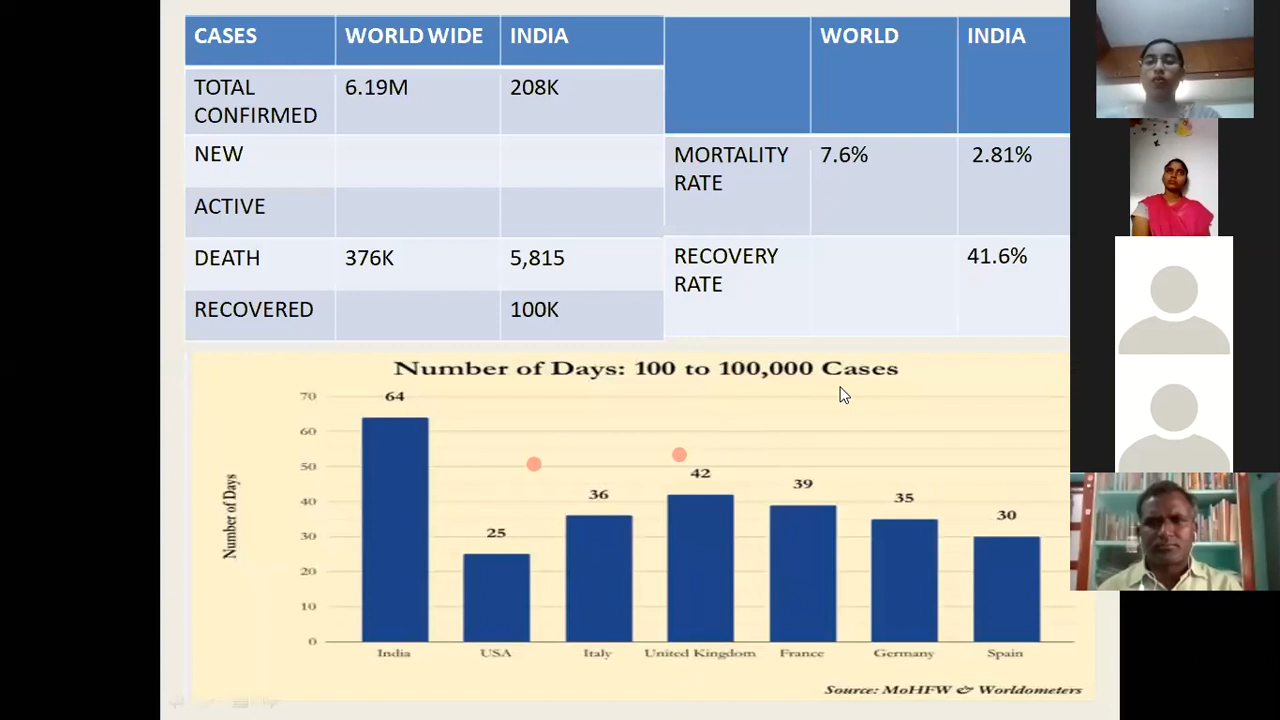 CASES WORLD WIDE INDIA
TOTAL CONFIRMED 6.19M 208K
NEW
ACTIVE
DEATH 376K 5,815
RECOVERED 100K
WORLD INDIA
MORTALITY RATE 7.6% 2.81%
RECOVERY RATE 41.6%
Number of Days: 100 to 100,000 Cases
Number of Days
70
60
50
40
30
20
10
0
64
25
36
42
39
35
30
India USA Italy United Kingdom France Germany Spain
Source: MoHFW & Worldometers